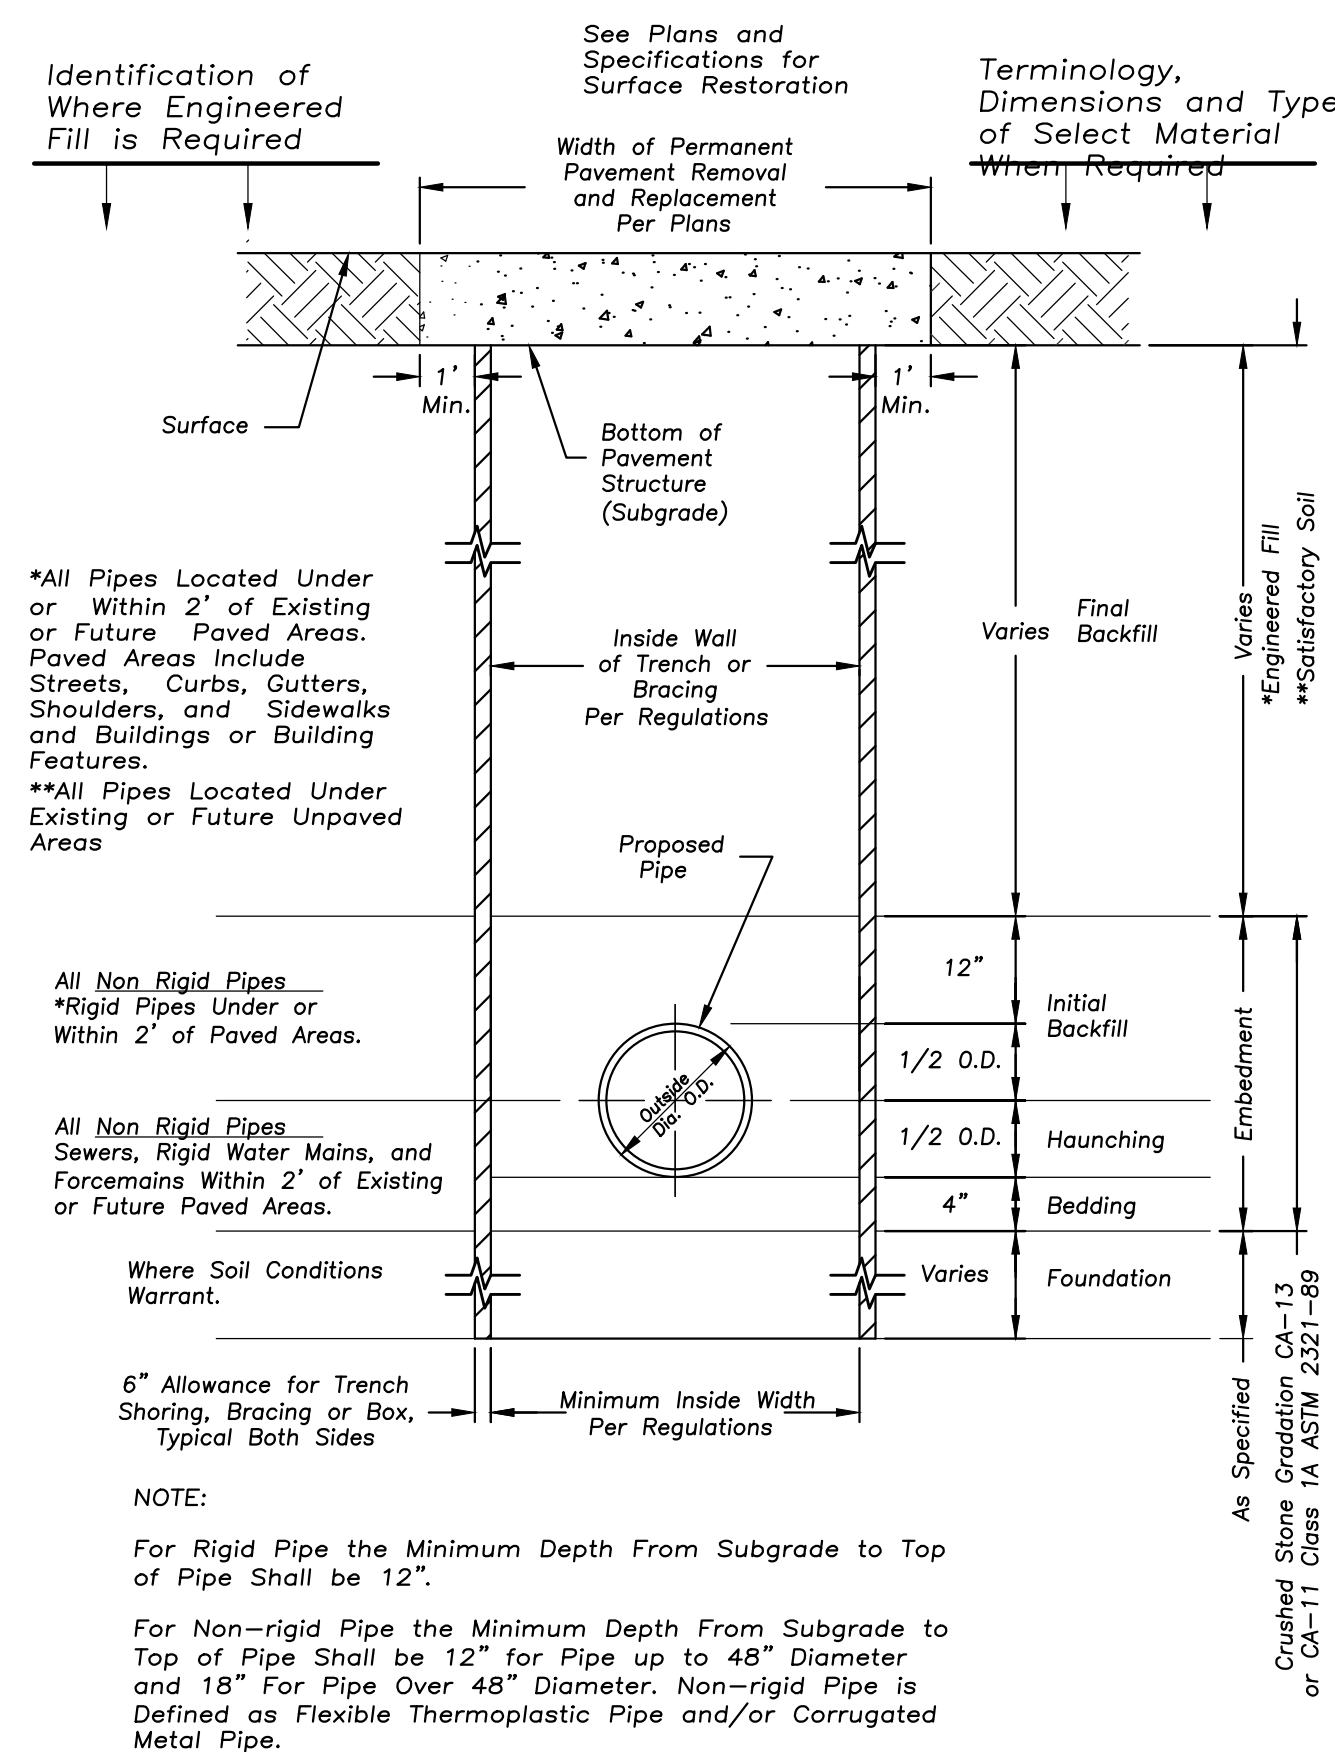 See Plans and
Specifications for
Surface Restoration
Identification of
Where Engineered
Fill is Required
Terminology,
Dimensions and Type
of Select Material
When Required
Width of Permanent
Pavement Removal
and Replacement
Per Plans
1'
Min.
1'
Min.
Surface
Bottom of
Pavement
Structure
(Subgrade)
*All Pipes Located Under
or Within 2' of Existing
or Future Paved Areas.
Paved Areas Include
Streets, Curbs, Gutters,
Shoulders, and Sidewalks
and Buildings or Building
Features.
**All Pipes Located Under
Existing or Future Unpaved
Areas
Inside Wall
of Trench or
Bracing
Per Regulations
Varies
Final
Backfill
Varies
*Engineered Fill
**Satisfactory Soil
Proposed
Pipe
All Non Rigid Pipes
*Rigid Pipes Under or
Within 2' of Paved Areas.
12"
Initial
Backfill
1/2 O.D.
Outside
Dia. O.D.
All Non Rigid Pipes
Sewers, Rigid Water Mains, and
Forcemains Within 2' of Existing
or Future Paved Areas.
1/2 O.D.
Haunching
4"
Bedding
Embedment
Where Soil Conditions
Warrant.
Varies
Foundation
As Specified
Crushed Stone Gradation CA-13
or CA-11 Class 1A ASTM 2321-89
6" Allowance for Trench
Shoring, Bracing or Box,
Typical Both Sides
Minimum Inside Width
Per Regulations
NOTE:
For Rigid Pipe the Minimum Depth From Subgrade to Top
of Pipe Shall be 12".
For Non-rigid Pipe the Minimum Depth From Subgrade to
Top of Pipe Shall be 12" for Pipe up to 48" Diameter
and 18" For Pipe Over 48" Diameter. Non-rigid Pipe is
Defined as Flexible Thermoplastic Pipe and/or Corrugated
Metal Pipe.